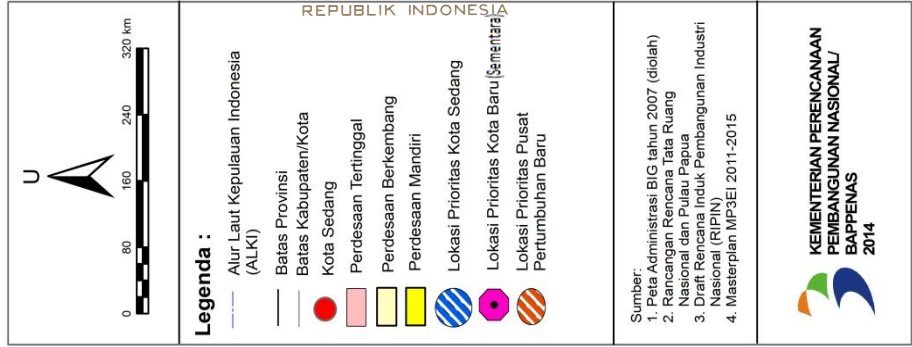 REPUBLIK INDONESIA
U
0 80 160 240 320 km
Legenda :
Alur Laut Kepulauan Indonesia
(ALKI)
Batas Provinsi
Batas Kabupaten/Kota
Kota Sedang
Perdesaan Tertinggal
Perdesaan Berkembang
Perdesaan Mandiri
Lokasi Prioritas Kota Sedang
Lokasi Prioritas Kota Baru (Sementara)
Lokasi Prioritas Pusat
Pertumbuhan Baru
Sumber:
1. Peta Administrasi BIG tahun 2007 (diolah)
2. Rancangan Rencana Tata Ruang
Nasional dan Pulau Papua
3. Draft Rencana Induk Pembangunan Industri
Nasional (RIPIN)
4. Masterplan MP3EI 2011-2015
KEMENTERIAN PERENCANAAN
PEMBANGUNAN NASIONAL/
BAPPENAS
2014